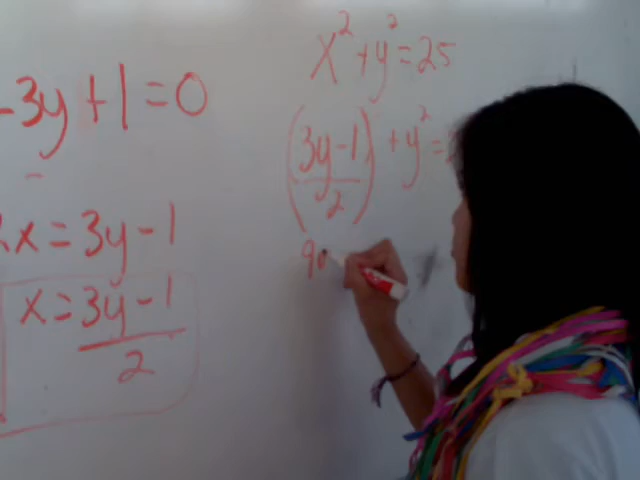 -3y+1=0
x=3y-1
x=3y-1
2
x²+y²=25
(3y-1)+y²=
2
9